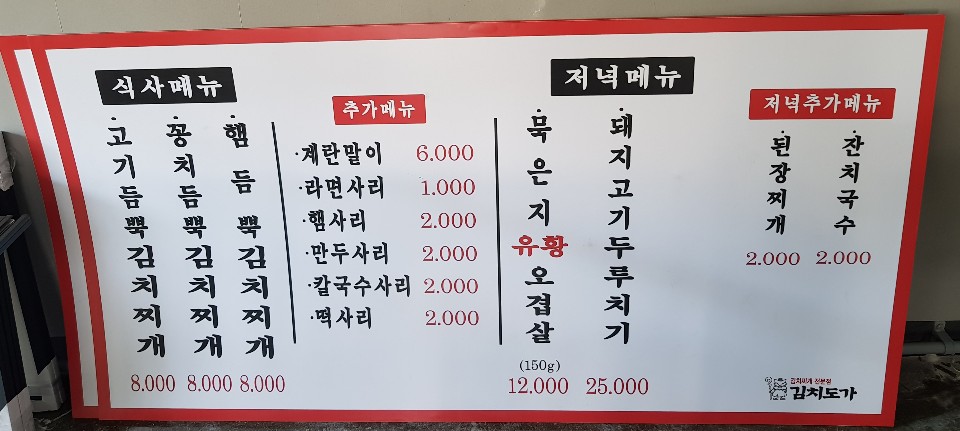 식사메뉴
고기듬뿍김치찌개
8.000
꽁치듬뿍김치찌개
8.000
햄듬뿍김치찌개
8.000
추가메뉴
·계란말이 6.000
·라면사리 1.000
·햄사리 2.000
·만두사리 2.000
·칼국수사리 2.000
·떡사리 2.000
저녁메뉴
묵은지유황오겹살
(150g)
12.000
돼지고기두루치기
25.000
저녁추가메뉴
된장찌개
2.000
잔치국수
2.000
김치찌개 전문점
김치도가